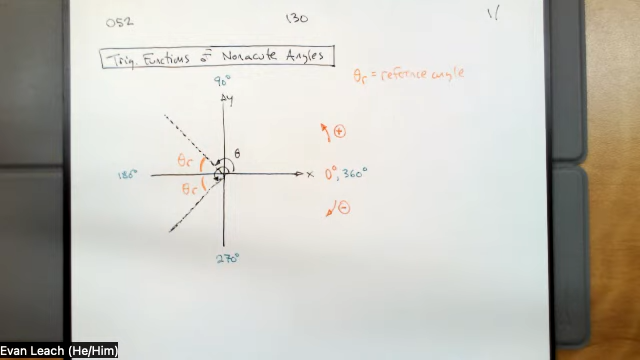 052 130 1(
Trig. Functions of Nonacute Angles
θr = reference angle
90°
y
⊕
θr θ
180° x 0°, 360°
θr
⊖
270°
Evan Leach (He/Him)